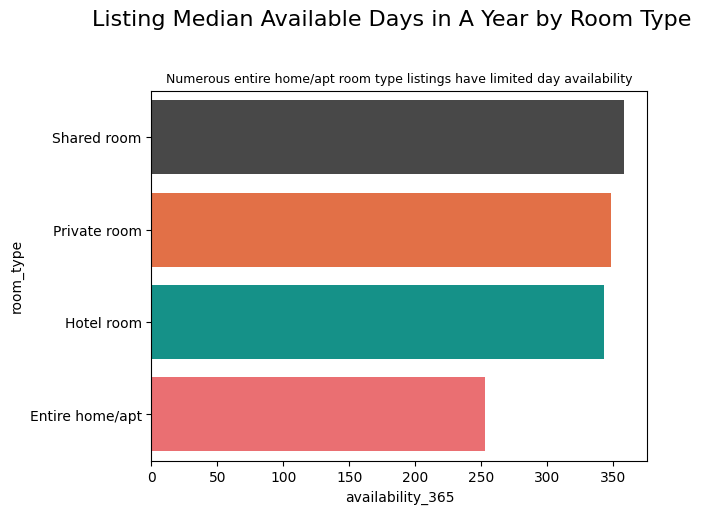 Listing Median Available Days in A Year by Room Type
Numerous entire home/apt room type listings have limited day availability
room_type
Shared room
Private room
Hotel room
Entire home/apt
0 50 100 150 200 250 300 350
availability_365